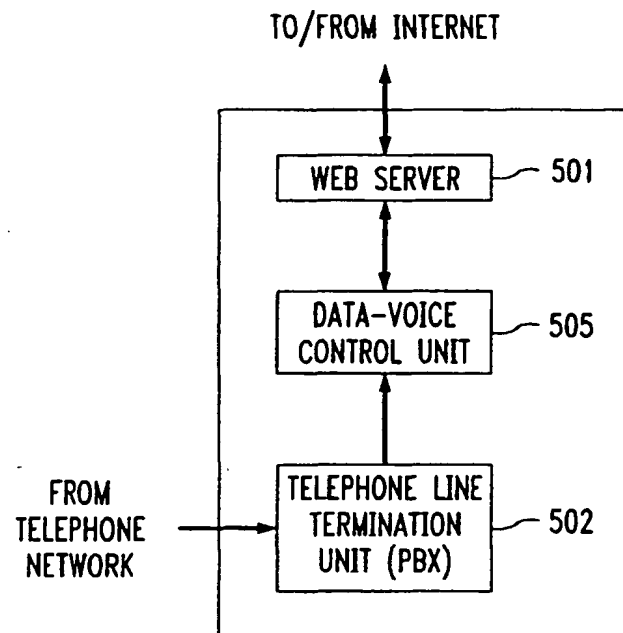 TO/FROM INTERNET
WEB SERVER
501
DATA-VOICE
CONTROL UNIT
505
FROM
TELEPHONE
NETWORK
TELEPHONE LINE
TERMINATION
UNIT (PBX)
502